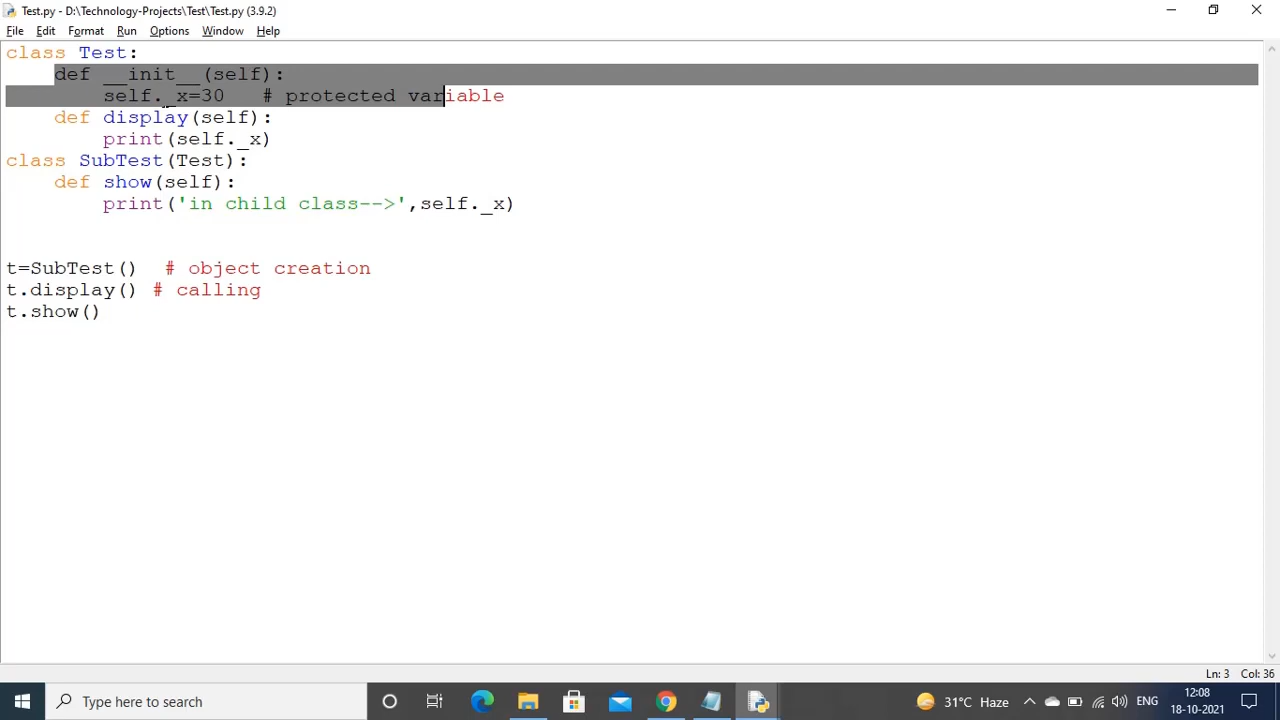 Test.py - D:\Technology-Projects\Test\Test.py (3.9.2)
File Edit Format Run Options Window Help
class Test:
    def __init__(self):
        self._x=30   # protected variable
    def display(self):
        print(self._x)
class SubTest(Test):
    def show(self):
        print('in child class-->',self._x)
t=SubTest()  # object creation
t.display() # calling
t.show()
Ln: 3 Col: 36
Type here to search
31°C Haze
ENG
12:08
18-10-2021